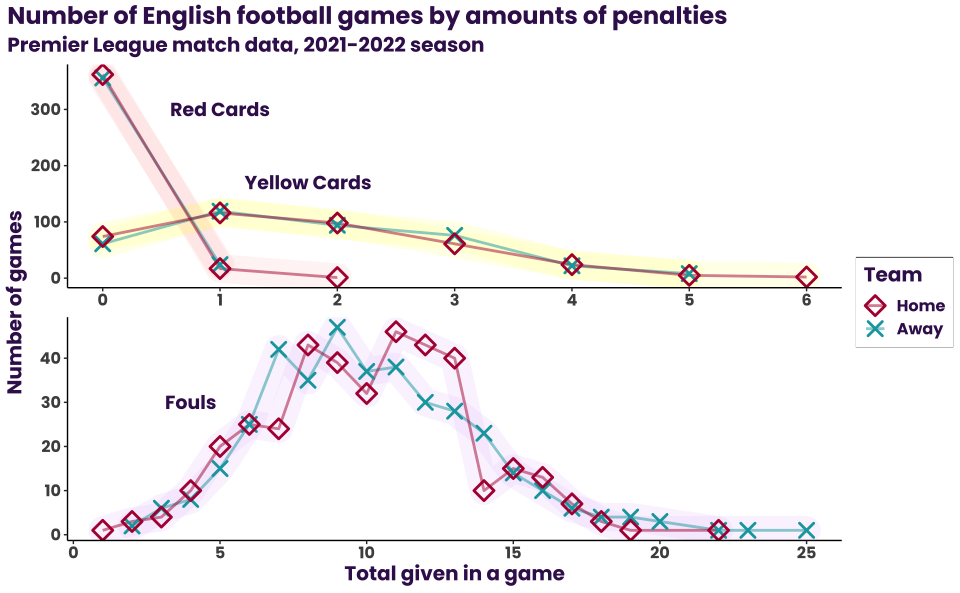 Number of English football games by amounts of penalties
Premier League match data, 2021-2022 season
Number of games
300
200
100
0
Red Cards
Yellow Cards
0 1 2 3 4 5 6
40
30
20
10
0
Fouls
0 5 10 15 20 25
Total given in a game
Team
Home
Away